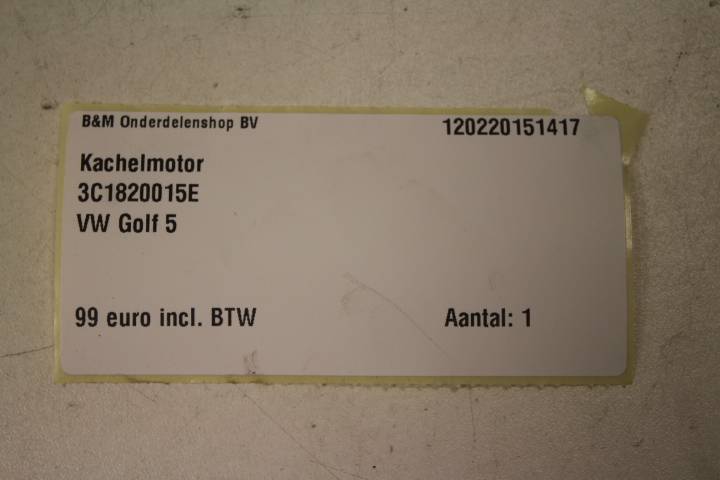 B&M Onderdelenshop BV
120220151417
Kachelmotor
3C1820015E
VW Golf 5
99 euro incl. BTW
Aantal: 1